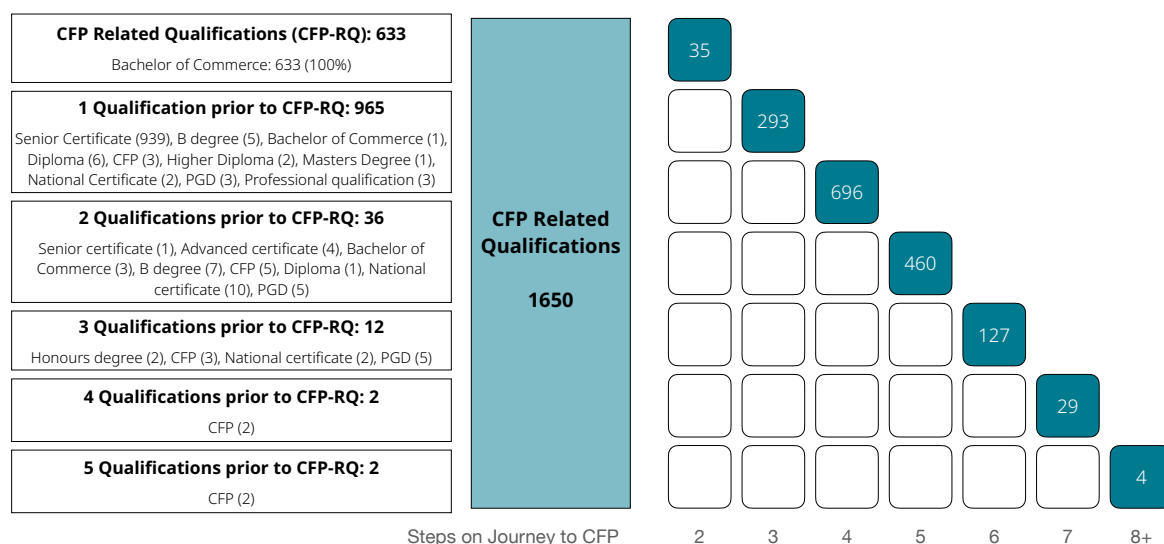 CFP Related Qualifications (CFP-RQ): 633
Bachelor of Commerce: 633 (100%)
1 Qualification prior to CFP-RQ: 965
Senior Certificate (939), B degree (5), Bachelor of Commerce (1),
Diploma (6), CFP (3), Higher Diploma (2), Masters Degree (1),
National Certificate (2), PGD (3), Professional qualification (3)
2 Qualifications prior to CFP-RQ: 36
Senior certificate (1), Advanced certificate (4), Bachelor of
Commerce (3), B degree (7), CFP (5), Diploma (1), National
certificate (10), PGD (5)
3 Qualifications prior to CFP-RQ: 12
Honours degree (2), CFP (3), National certificate (2), PGD (5)
4 Qualifications prior to CFP-RQ: 2
CFP (2)
5 Qualifications prior to CFP-RQ: 2
CFP (2)
CFP Related
Qualifications
1650
35
293
696
460
127
29
4
Steps on Journey to CFP 2 3 4 5 6 7 8+